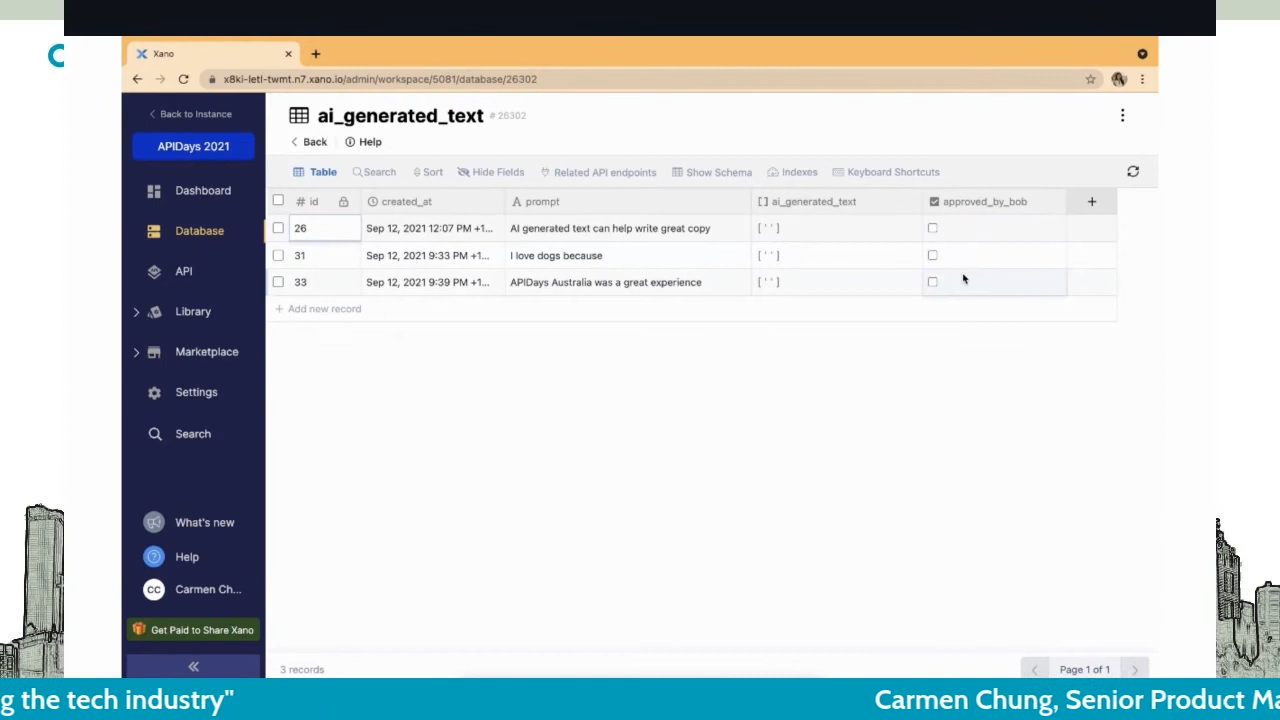 Xano
x8ki-letl-twmt.n7.xano.io/admin/workspace/5081/database/26302
Back to Instance
APIDays 2021
Dashboard
Database
API
Library
Marketplace
Settings
Search
What's new
Help
CC Carmen Ch...
Get Paid to Share Xano
ai_generated_text # 26302
Back Help
Table Search Sort Hide Fields Related API endpoints Show Schema Indexes Keyboard Shortcuts
# id created_at A prompt [] ai_generated_text approved_by_bob +
26 Sep 12, 2021 12:07 PM +1... AI generated text can help write great copy [' ']
31 Sep 12, 2021 9:33 PM +1... I love dogs because [' ']
33 Sep 12, 2021 9:39 PM +1... APIDays Australia was a great experience [' ']
+ Add new record
3 records Page 1 of 1
g the tech industry" Carmen Chung, Senior Product Ma